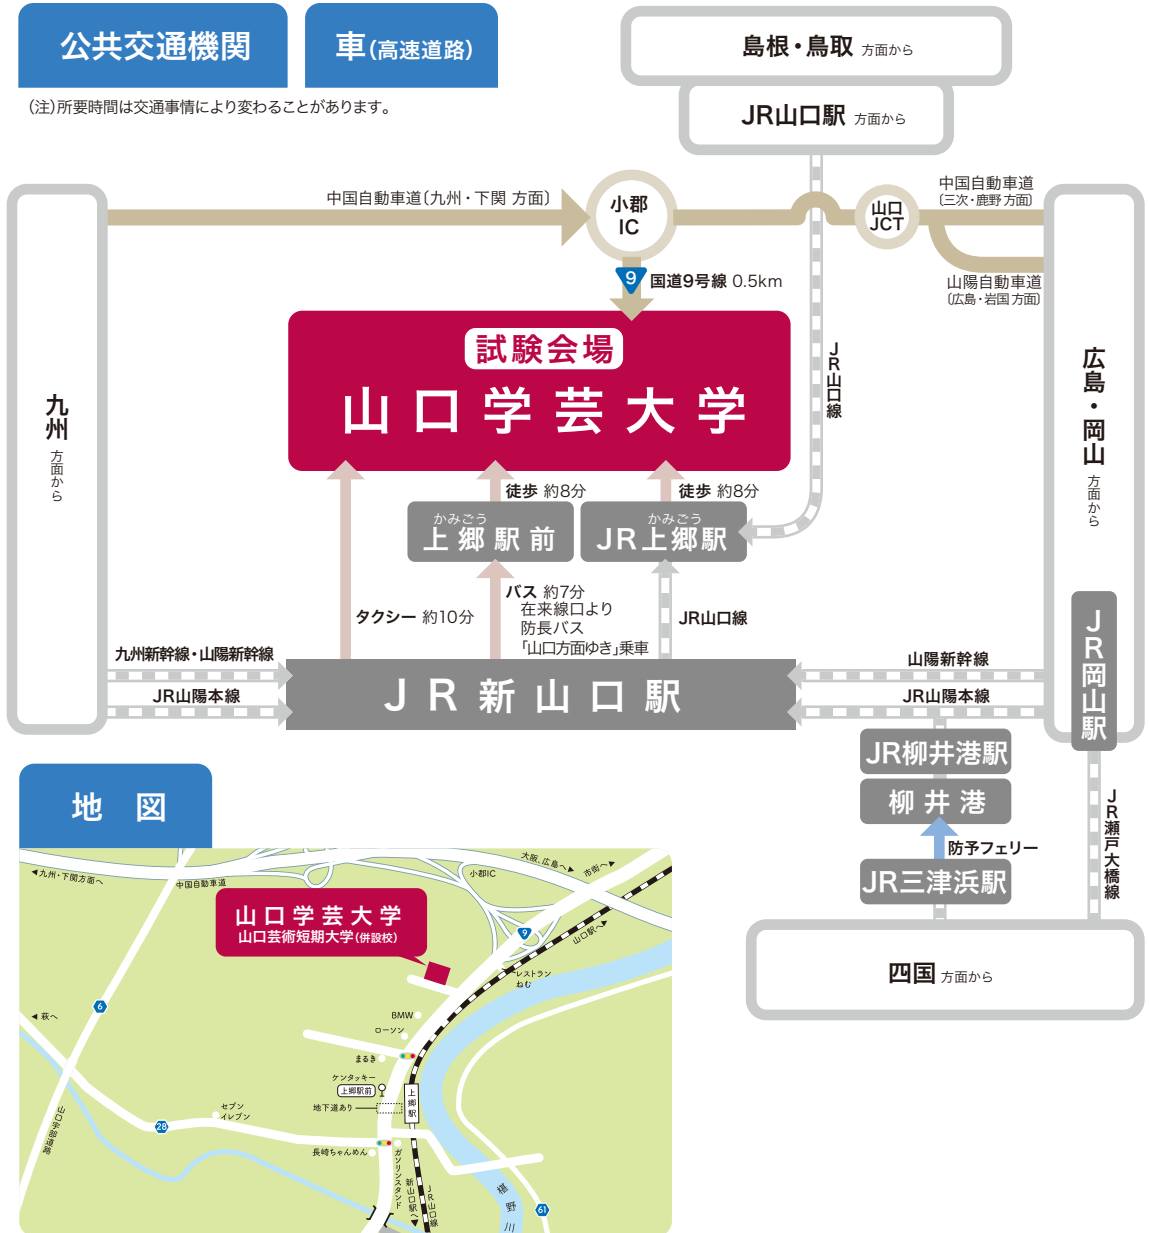 公共交通機関
車(高速道路)
(注)所要時間は交通事情により変わることがあります。
島根・鳥取 方面から
JR山口駅 方面から
中国自動車道〔九州・下関 方面〕
小郡
IC
山口
JCT
中国自動車道
〔三次・鹿野方面〕
9
国道9号線 0.5km
山陽自動車道
〔広島・岩国方面〕
試験会場
山口学芸大学
JR山口線
九州 方面から
広島・岡山 方面から
徒歩 約8分
徒歩 約8分
かみごう
上郷駅前
かみごう
JR上郷駅
タクシー 約10分
バス 約7分
在来線口より
防長バス
「山口方面ゆき」乗車
JR山口線
九州新幹線・山陽新幹線
JR山陽本線
JR新山口駅
山陽新幹線
JR山陽本線
JR岡山駅
JR柳井港駅
柳井港
防予フェリー
JR三津浜駅
JR瀬戸大橋線
四国 方面から
地 図
九州・下関方面へ
中国自動車道
小郡IC
大阪、広島へ
市街へ
山口学芸大学
山口芸術短期大学(併設校)
9
山口駅へ
レストラン
ねむ
6
萩へ
BMW
ローソン
まるき
ケンタッキー
上郷駅前
地下道あり
上郷駅
セブン
イレブン
28
山口宇部道路
長崎ちゃんめん
ガソリンスタンド
新山口駅へ
JR山口線
椹野川
61